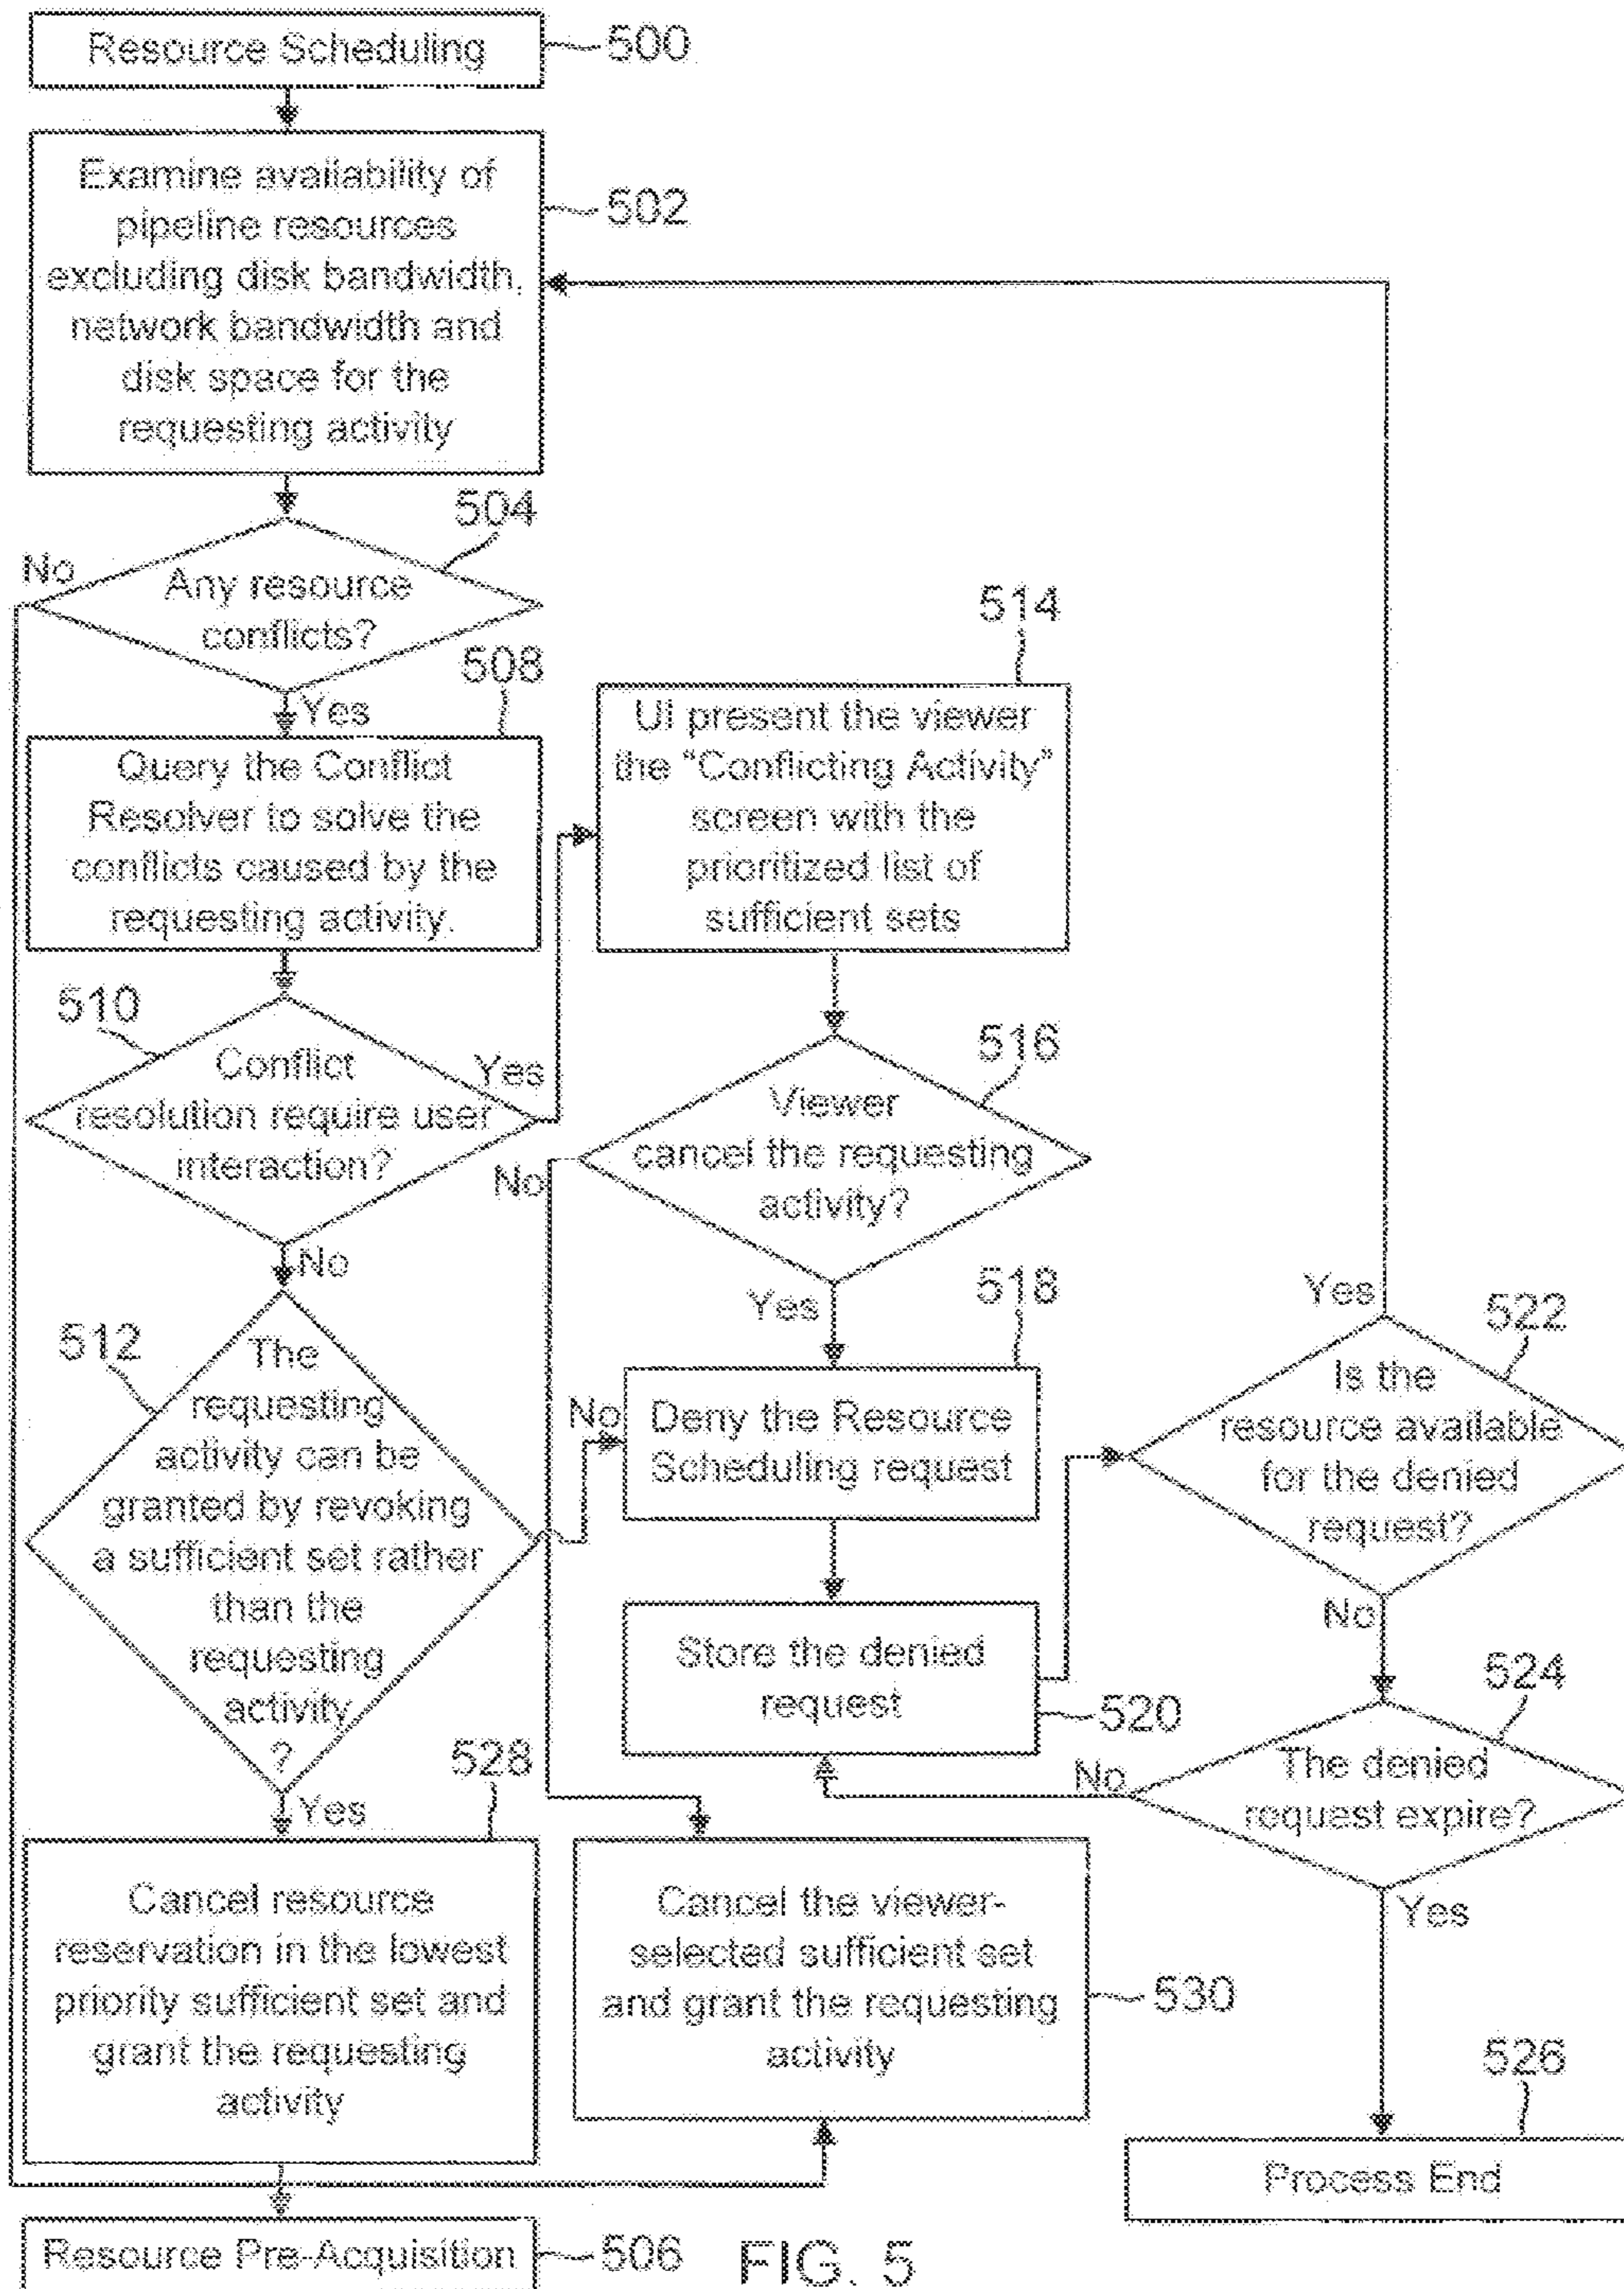 Resource Scheduling
500
Examine availability of
pipeline resources
excluding disk bandwidth,
network bandwidth and
disk space for the
requesting activity
502
504
No
Any resource
conflicts?
Yes
508
Query the Conflict
Resolver to solve the
conflicts caused by the
requesting activity.
514
UI present the viewer
the "Conflicting Activity"
screen with the
prioritized list of
sufficient sets
510
Conflict
resolution require user
interaction?
Yes
No
516
Viewer
cancel the requesting
activity?
No
Yes
512
The
requesting
activity can be
granted by revoking
a sufficient set rather
than the
requesting
activity
?
No
Yes
518
Deny the Resource
Scheduling request
Store the denied
request
520
Yes
522
Is the
resource available
for the denied
request?
No
524
The denied
request expire?
No
Yes
528
Cancel resource
reservation in the lowest
priority sufficient set and
grant the requesting
activity
Cancel the viewer-
selected sufficient set
and grant the requesting
activity
530
526
Process End
Resource Pre-Acquisition
506
FIG. 5